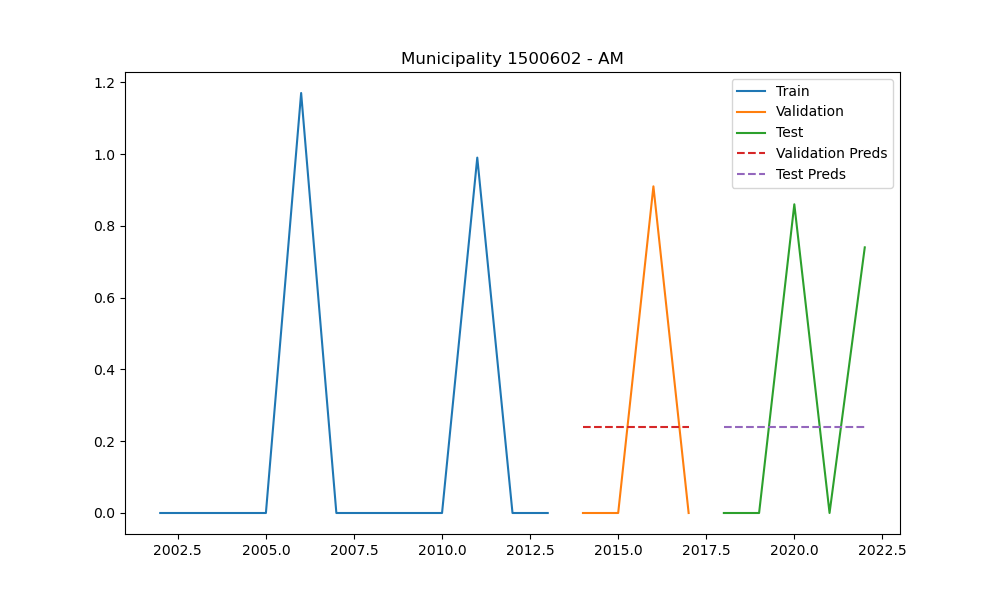 Municipality 1500602 - AM
1.2
1.0
0.8
0.6
0.4
0.2
0.0
Train
Validation
Test
Validation Preds
Test Preds
2002.5 2005.0 2007.5 2010.0 2012.5 2015.0 2017.5 2020.0 2022.5